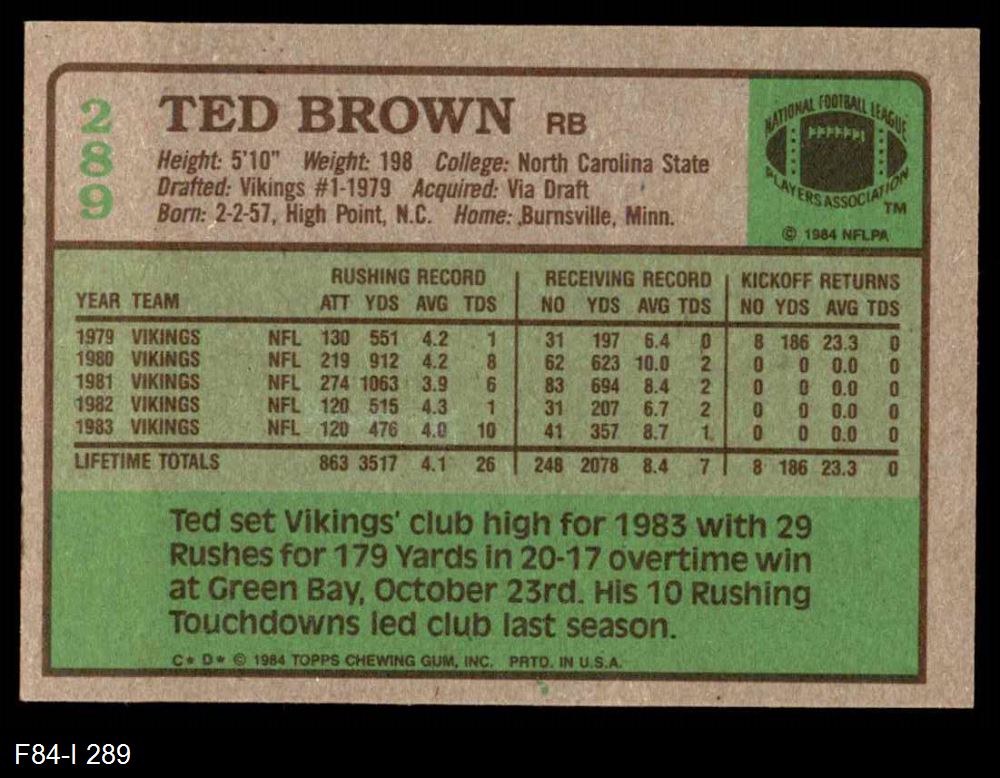 289
TED BROWN RB
Height: 5'10" Weight: 198 College: North Carolina State
Drafted: Vikings #1-1979 Acquired: Via Draft
Born: 2-2-57, High Point, N.C. Home: Burnsville, Minn.
NATIONAL FOOTBALL LEAGUE
PLAYERS ASSOCIATION
TM
© 1984 NFLPA
RUSHING RECORD RECEIVING RECORD KICKOFF RETURNS
YEAR TEAM ATT YDS AVG TDS NO YDS AVG TDS NO YDS AVG TDS
1979 VIKINGS NFL 130 551 4.2 1 31 197 6.4 0 8 186 23.3 0
1980 VIKINGS NFL 219 912 4.2 8 62 623 10.0 2 0 0 0.0 0
1981 VIKINGS NFL 274 1063 3.9 6 83 694 8.4 2 0 0 0.0 0
1982 VIKINGS NFL 120 515 4.3 1 31 207 6.7 2 0 0 0.0 0
1983 VIKINGS NFL 120 476 4.0 10 41 357 8.7 1 0 0 0.0 0
LIFETIME TOTALS 863 3517 4.1 26 248 2078 8.4 7 8 186 23.3 0
Ted set Vikings' club high for 1983 with 29
Rushes for 179 Yards in 20-17 overtime win
at Green Bay, October 23rd. His 10 Rushing
Touchdowns led club last season.
C* D* © 1984 TOPPS CHEWING GUM, INC. PRTD. IN U.S.A.
F84-I 289